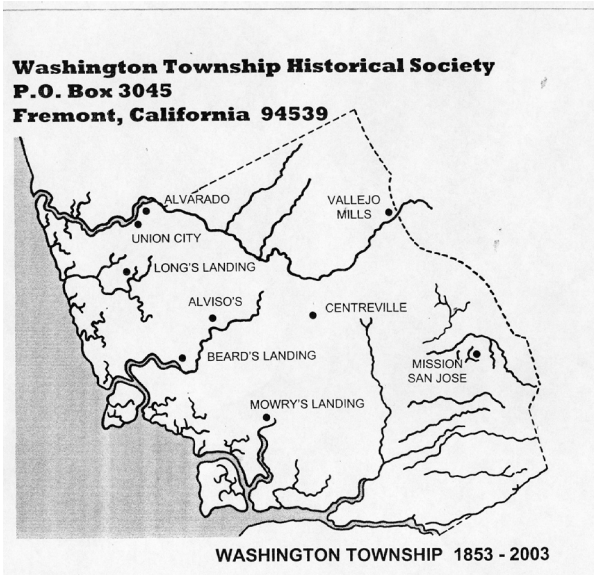 Washington Township Historical Society
P.O. Box 3045
Fremont, California 94539
ALVARADO
VALLEJO
MILLS
UNION CITY
LONG'S LANDING
ALVISO'S
CENTREVILLE
BEARD'S LANDING
MISSION
SAN JOSE
MOWRY'S LANDING
WASHINGTON TOWNSHIP 1853 - 2003